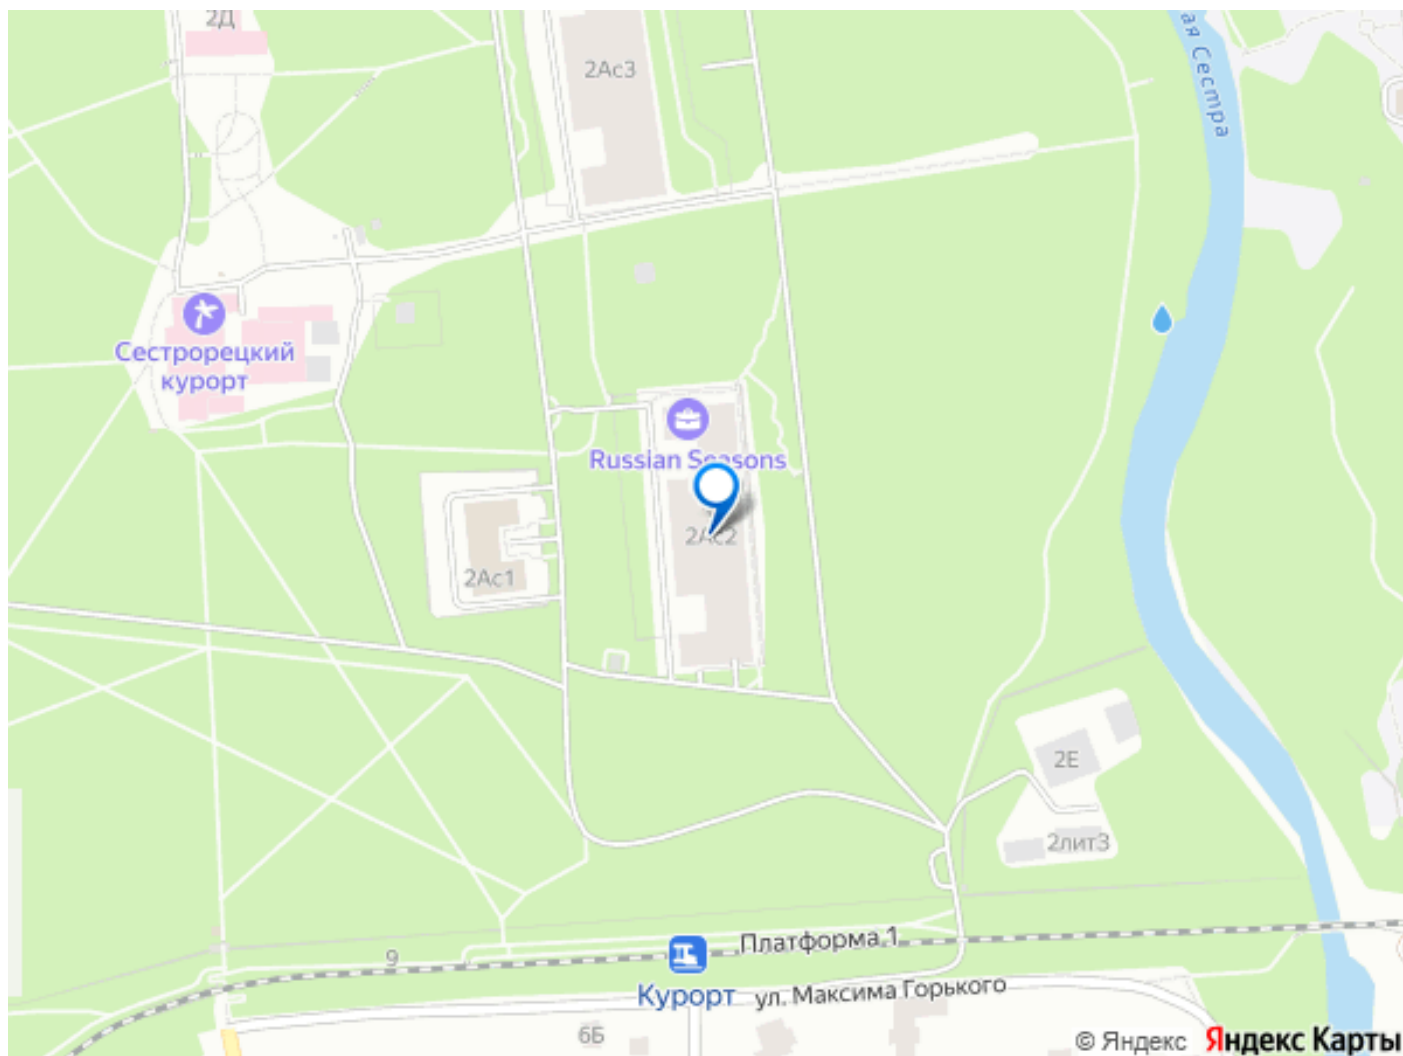 2Д
2Ас3
ая Сестра
Сестрорецкий
курорт
Russian Seasons
2Ас2
2Ас1
2Е
2лит3
9
Платформа 1
Курорт
ул. Максима Горького
6Б
© Яндекс Яндекс Карты